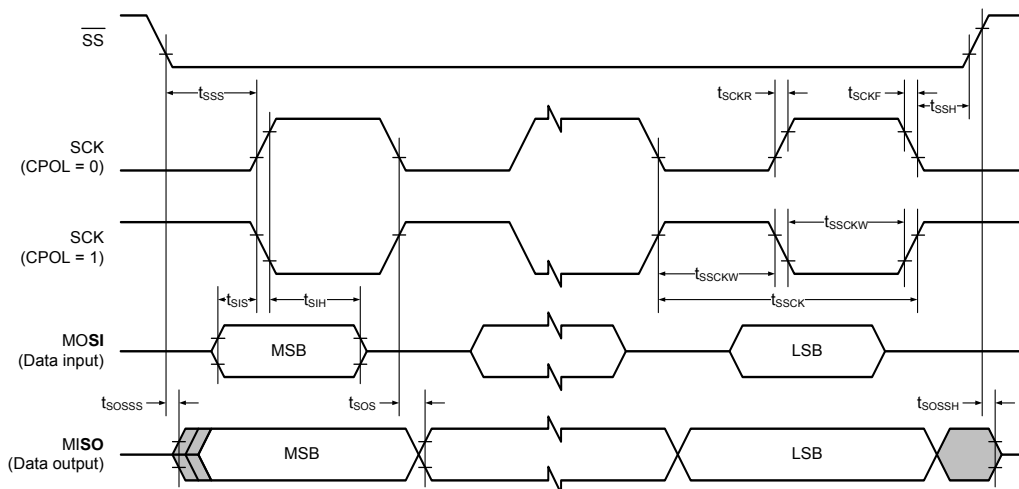 SS
tSSS
tSCKR
tSCKF
tSSH
SCK
(CPOL = 0)
SCK
(CPOL = 1)
tSSCKW
tSSCKW
tSIS
tSIH
tSSCK
MOSI
(Data input)
MSB
LSB
tSOSSS
tSOS
tSOSSH
MISO
(Data output)
MSB
LSB